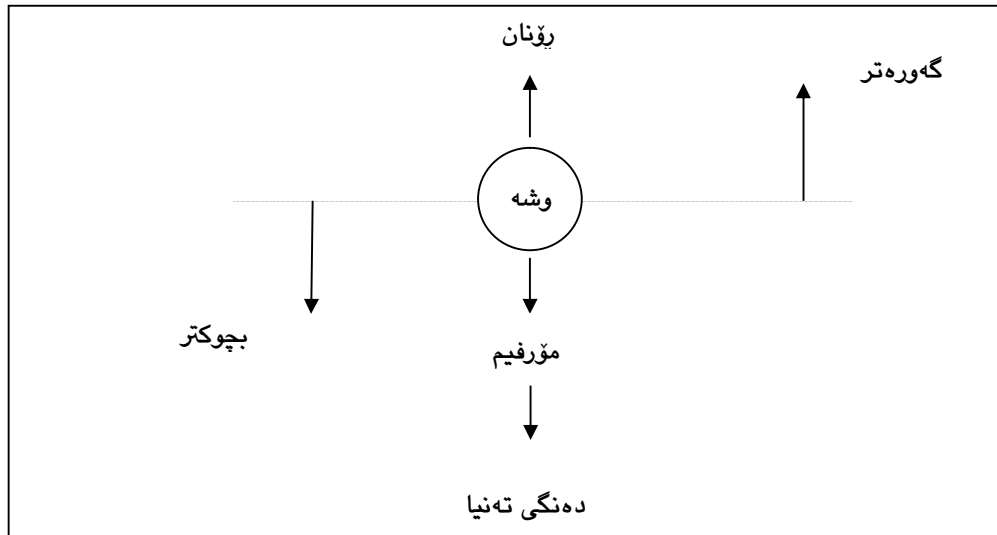 ڕۆنان
گەورەتر
وشە
بچوکتر
مۆرفیم
دەنگی تەنیا